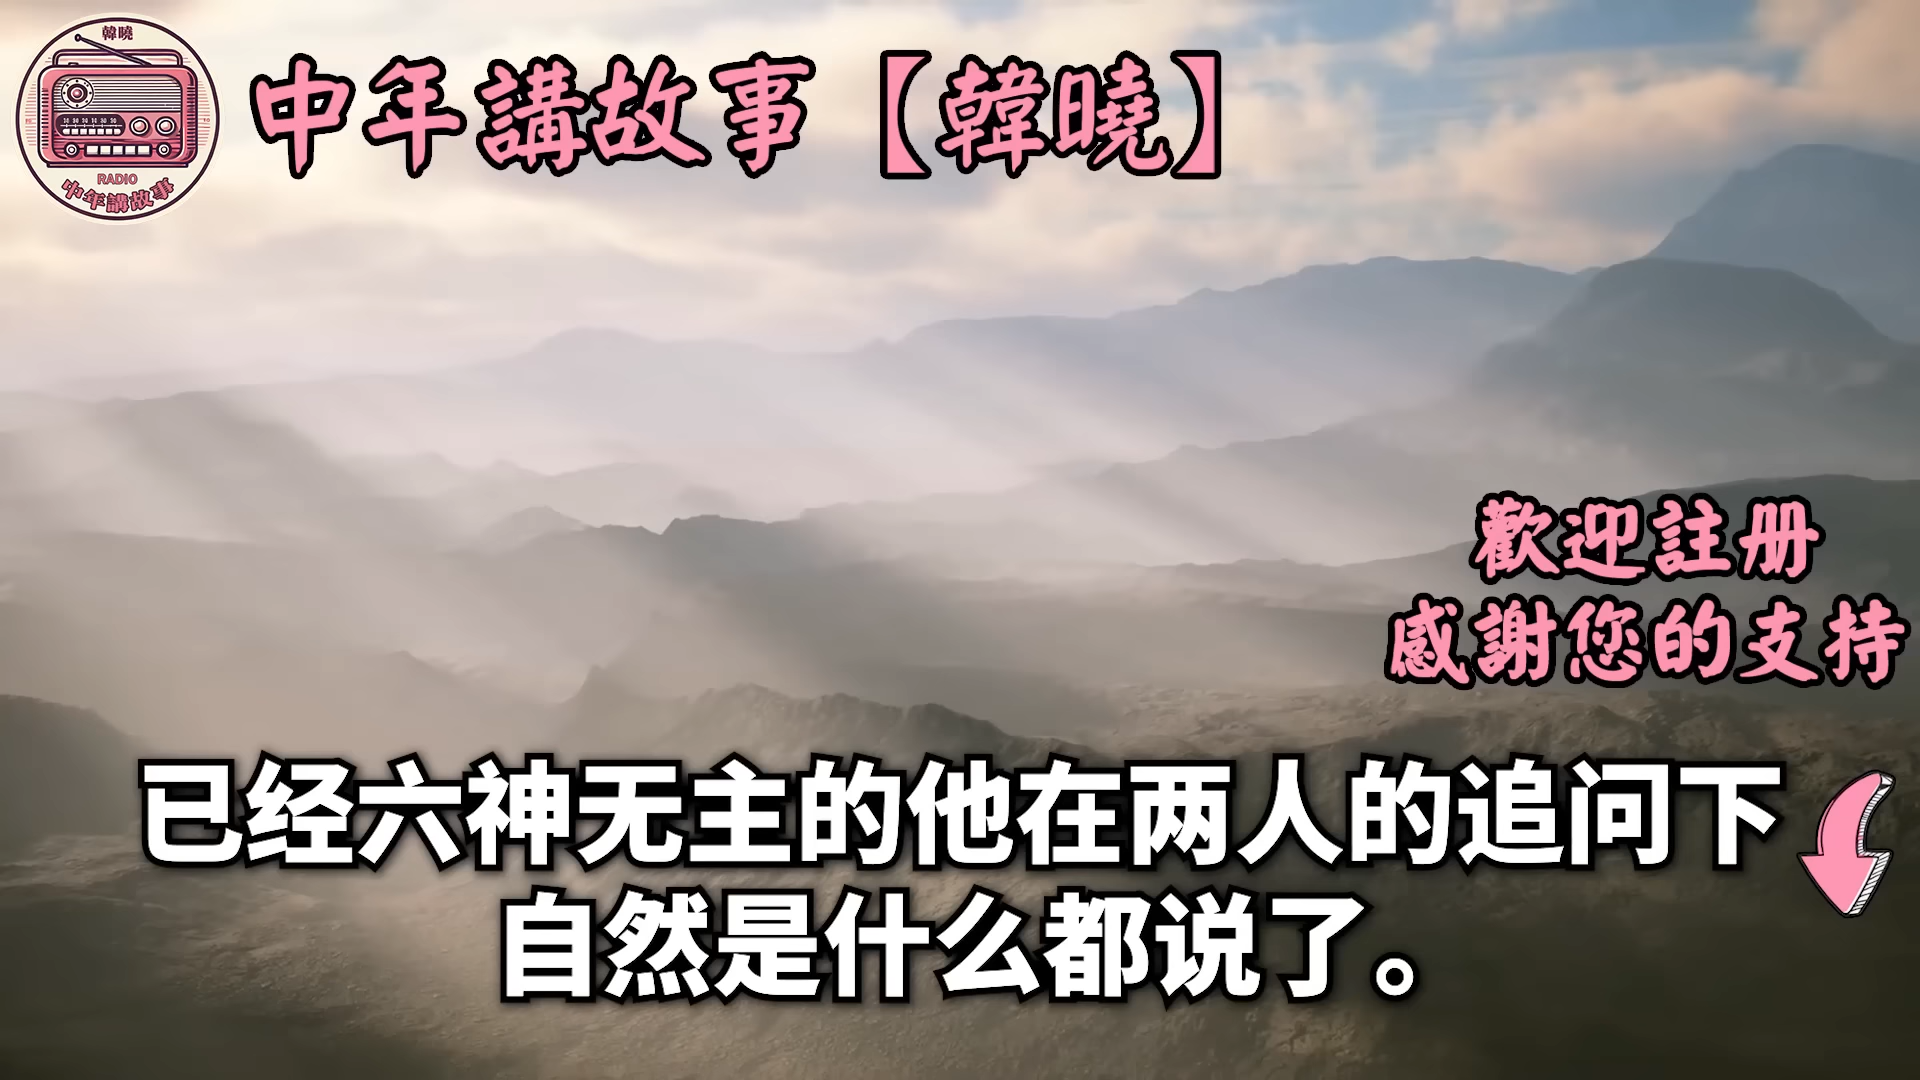 韓曉
RADIO
中年講故事
中年講故事【韓曉】
歡迎註册
感謝您的支持
已经六神无主的他在两人的追问下
自然是什么都说了。